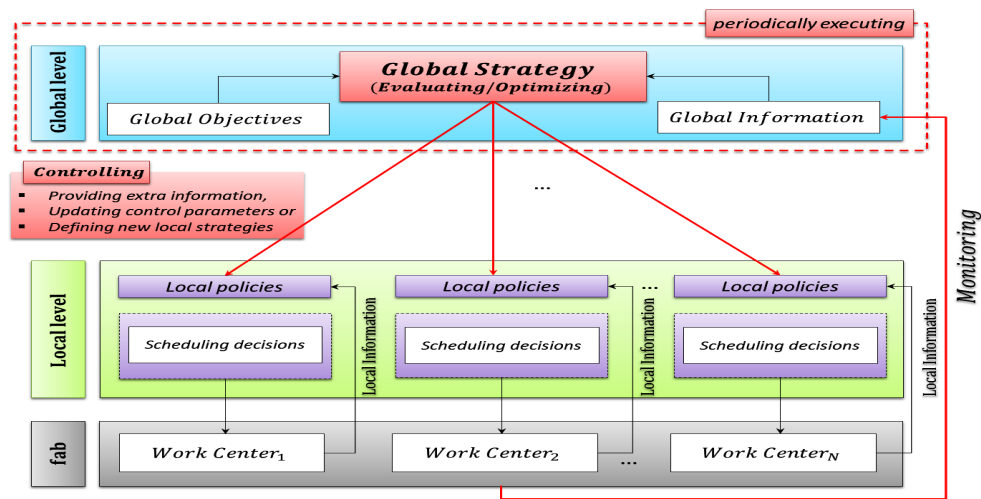 periodically executing
Global level
Global Strategy
(Evaluating/Optimizing)
Global Objectives
Global Information
Controlling
▪ Providing extra information,
▪ Updating control parameters or
▪ Defining new local strategies
...
Monitoring
Local level
Local policies
Local policies
...
Local policies
Scheduling decisions
Local Information
Scheduling decisions
Local Information
Scheduling decisions
Local Information
fab
Work Center₁
Work Center₂
...
Work Center_N